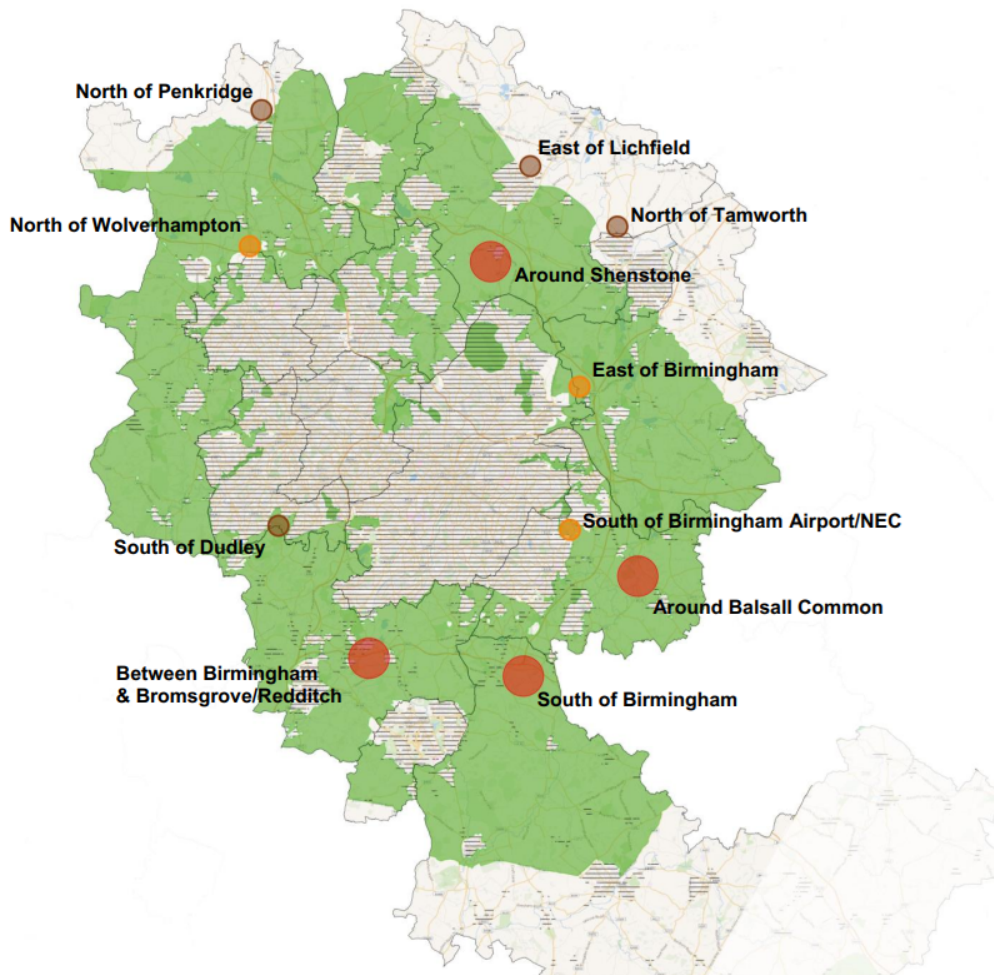 North of Penkridge
East of Lichfield
North of Tamworth
North of Wolverhampton
Around Shenstone
East of Birmingham
South of Birmingham Airport/NEC
South of Dudley
Around Balsall Common
Between Birmingham
& Bromsgrove/Redditch
South of Birmingham